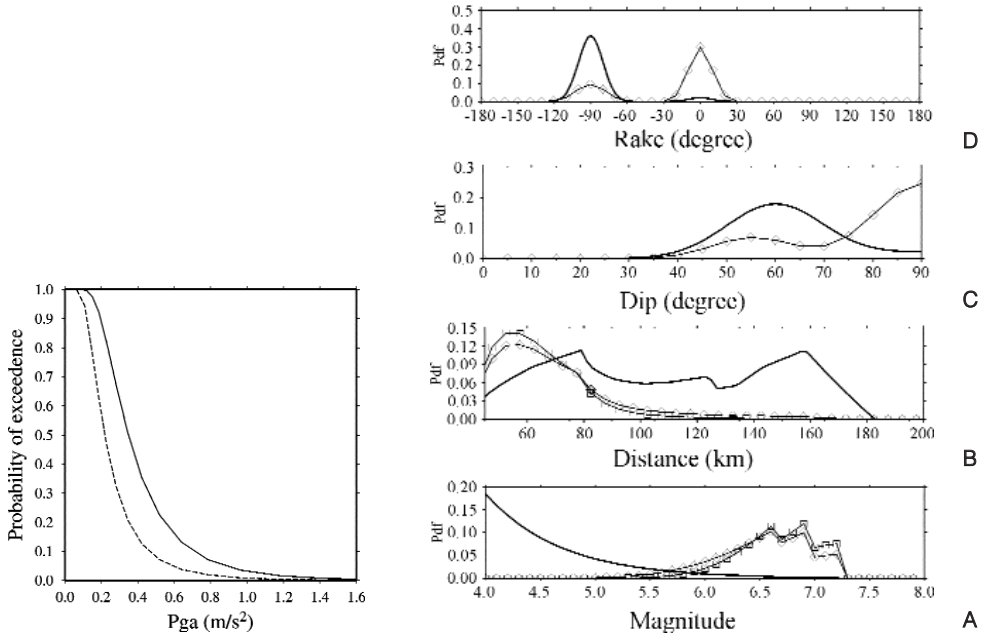 0.5
0.4
0.3
0.2
0.1
0.0
Pdf
-180 -150 -120 -90 -60 -30 0 30 60 90 120 150 180
Rake (degree)
D
0.3
0.2
0.1
0.0
Pdf
0 10 20 30 40 50 60 70 80 90
Dip (degree)
C
0.15
0.12
0.09
0.06
0.03
0.00
Pdf
60 80 100 120 140 160 180 200
Distance (km)
B
0.20
0.15
0.10
0.05
0.00
Pdf
4.0 4.5 5.0 5.5 6.0 6.5 7.0 7.5 8.0
Magnitude
A
1.0
0.9
0.8
0.7
0.6
0.5
0.4
0.3
0.2
0.1
0.0
Probability of exceedence
0.0 0.2 0.4 0.6 0.8 1.0 1.2 1.4 1.6
Pga (m/s²)